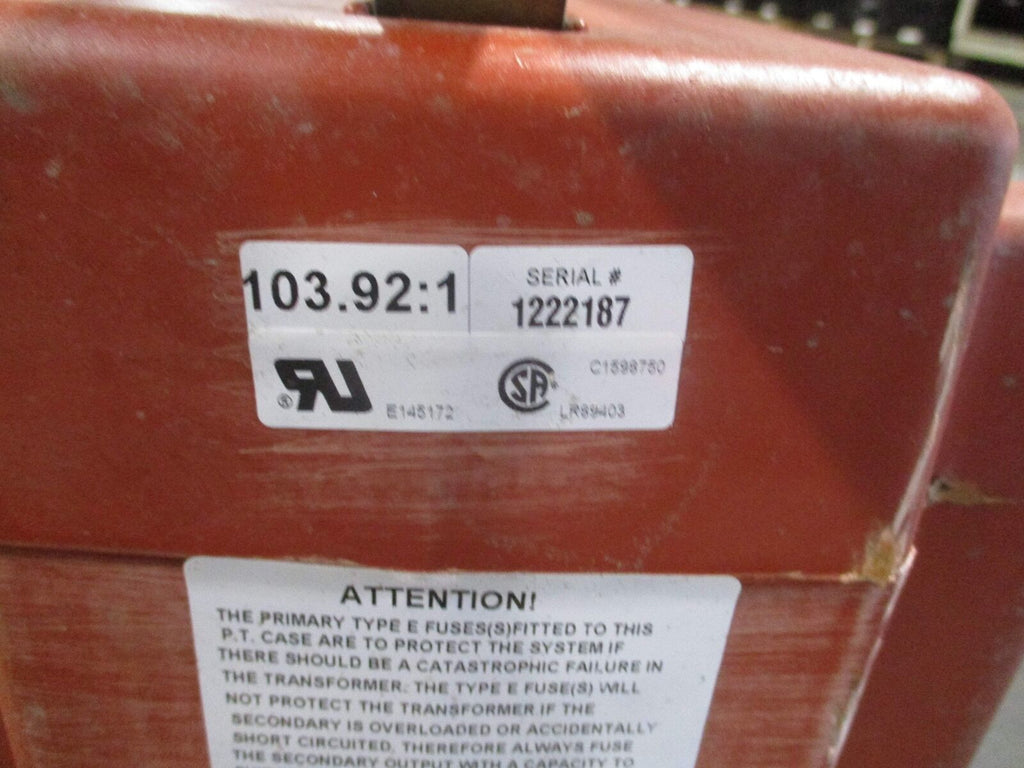 103.92:1
SERIAL #
1222187
RU ® E145172
SA ® C1598750
LR89403
ATTENTION!
THE PRIMARY TYPE E FUSES(S)FITTED TO THIS
P.T. CASE ARE TO PROTECT THE SYSTEM IF
THERE SHOULD BE A CATASTROPHIC FAILURE IN
THE TRANSFORMER. THE TYPE E FUSE(S) WILL
NOT PROTECT THE TRANSFORMER IF THE
SECONDARY IS OVERLOADED OR ACCIDENTALLY
SHORT CIRCUITED, THEREFORE ALWAYS FUSE
THE SECONDARY OUTPUT WITH A CAPACITY TO